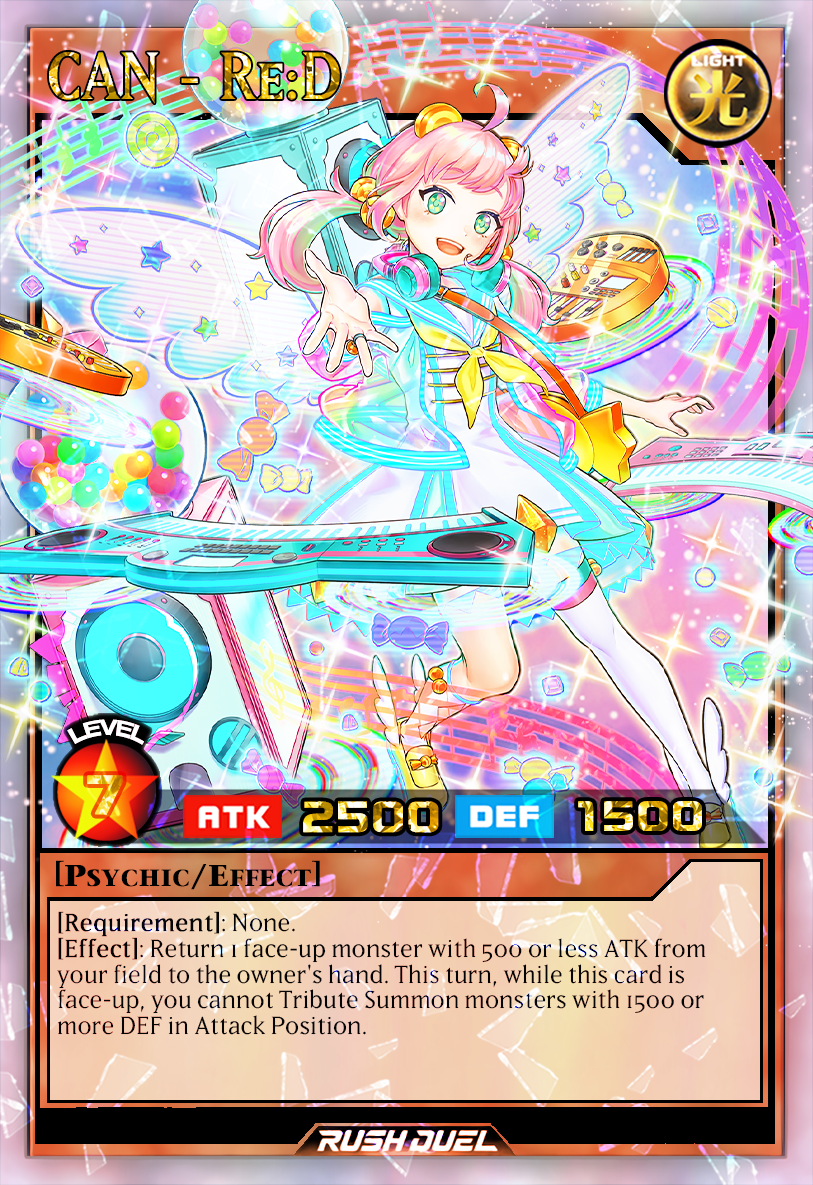 CAN - Re:D
LIGHT
光
LEVEL
7
ATK 2500 DEF 1500
[Psychic/Effect]
[Requirement]: None.
[Effect]: Return 1 face-up monster with 500 or less ATK from
your field to the owner's hand. This turn, while this card is
face-up, you cannot Tribute Summon monsters with 1500 or
more DEF in Attack Position.
RUSH DUEL